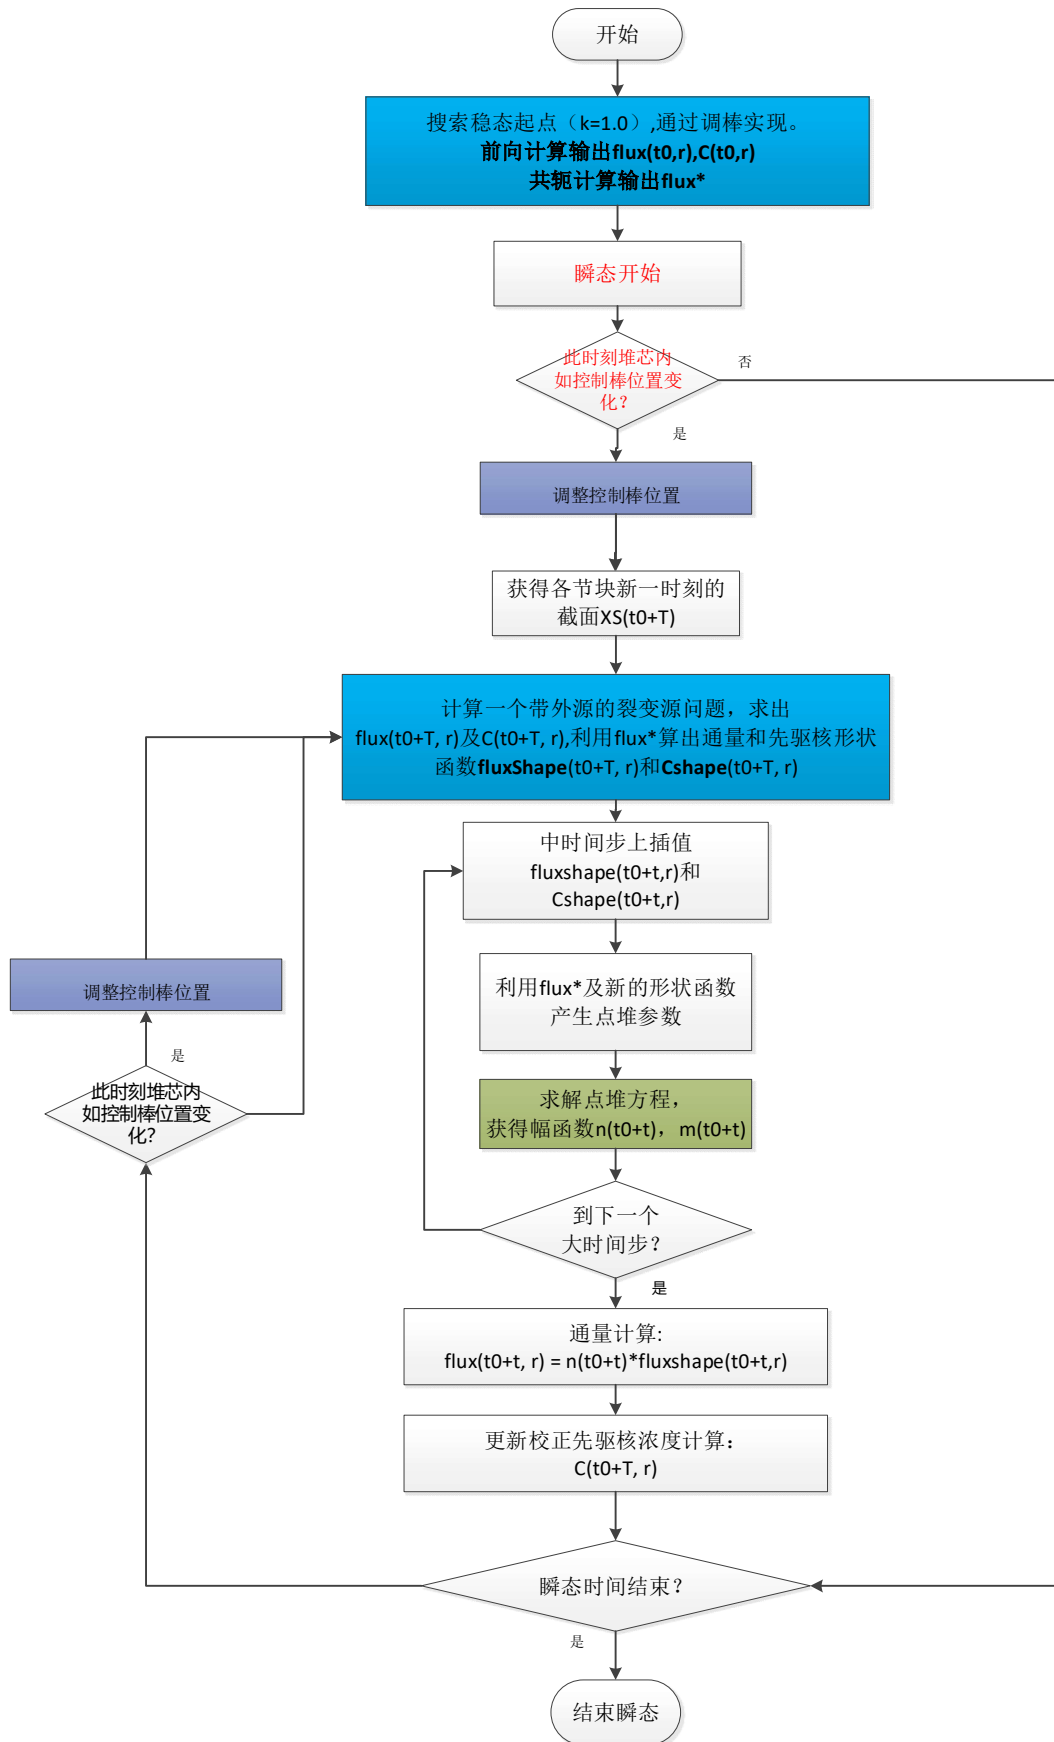 开始
搜索稳态起点（k=1.0）,通过调棒实现。
前向计算输出flux(t0,r),C(t0,r)
共轭计算输出flux*
瞬态开始
此时刻堆芯内
如控制棒位置变
化？
否
是
调整控制棒位置
获得各节块新一时刻的
截面XS(t0+T)
计算一个带外源的裂变源问题，求出
flux(t0+T, r)及C(t0+T, r),利用flux*算出通量和先驱核形状
函数fluxShape(t0+T, r)和Cshape(t0+T, r)
中时间步上插值
fluxshape(t0+t,r)和
Cshape(t0+t,r)
调整控制棒位置
利用flux*及新的形状函数
产生点堆参数
是
此时刻堆芯内
如控制棒位置变
化？
求解点堆方程，
获得幅函数n(t0+t)，m(t0+t)
到下一个
大时间步？
是
通量计算:
flux(t0+t, r) = n(t0+t)*fluxshape(t0+t,r)
更新校正先驱核浓度计算：
C(t0+T, r)
瞬态时间结束？
是
结束瞬态